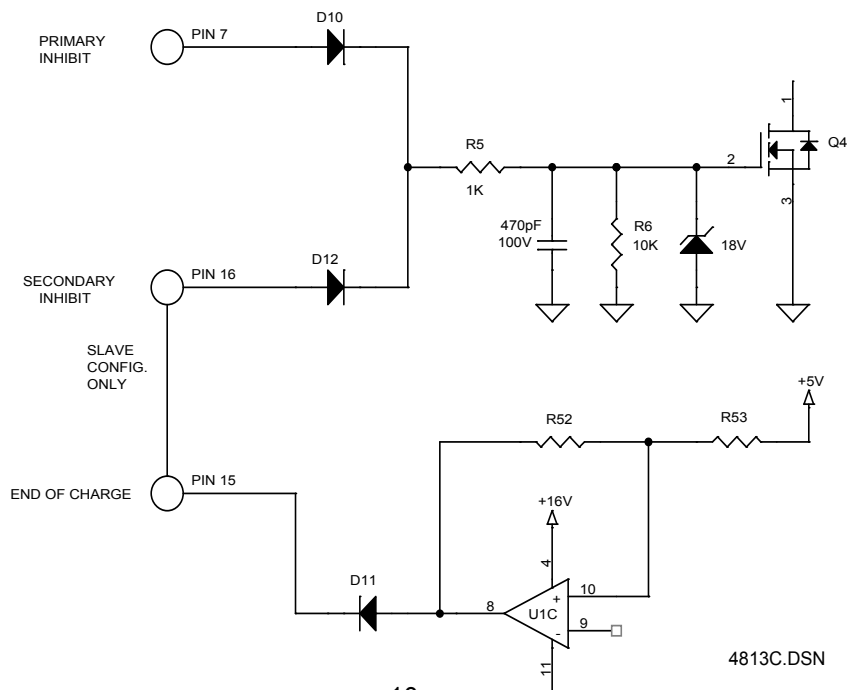 D10
PRIMARY
INHIBIT
PIN 7
1
R5
1K
2
Q4
3
470pF
100V
R6
10K
18V
SECONDARY
INHIBIT
PIN 16
D12
SLAVE
CONFIG.
ONLY
+5V
R52
R53
END OF CHARGE
PIN 15
+16V
4
D11
8
U1C
+
10
-
9
11
4813C.DSN